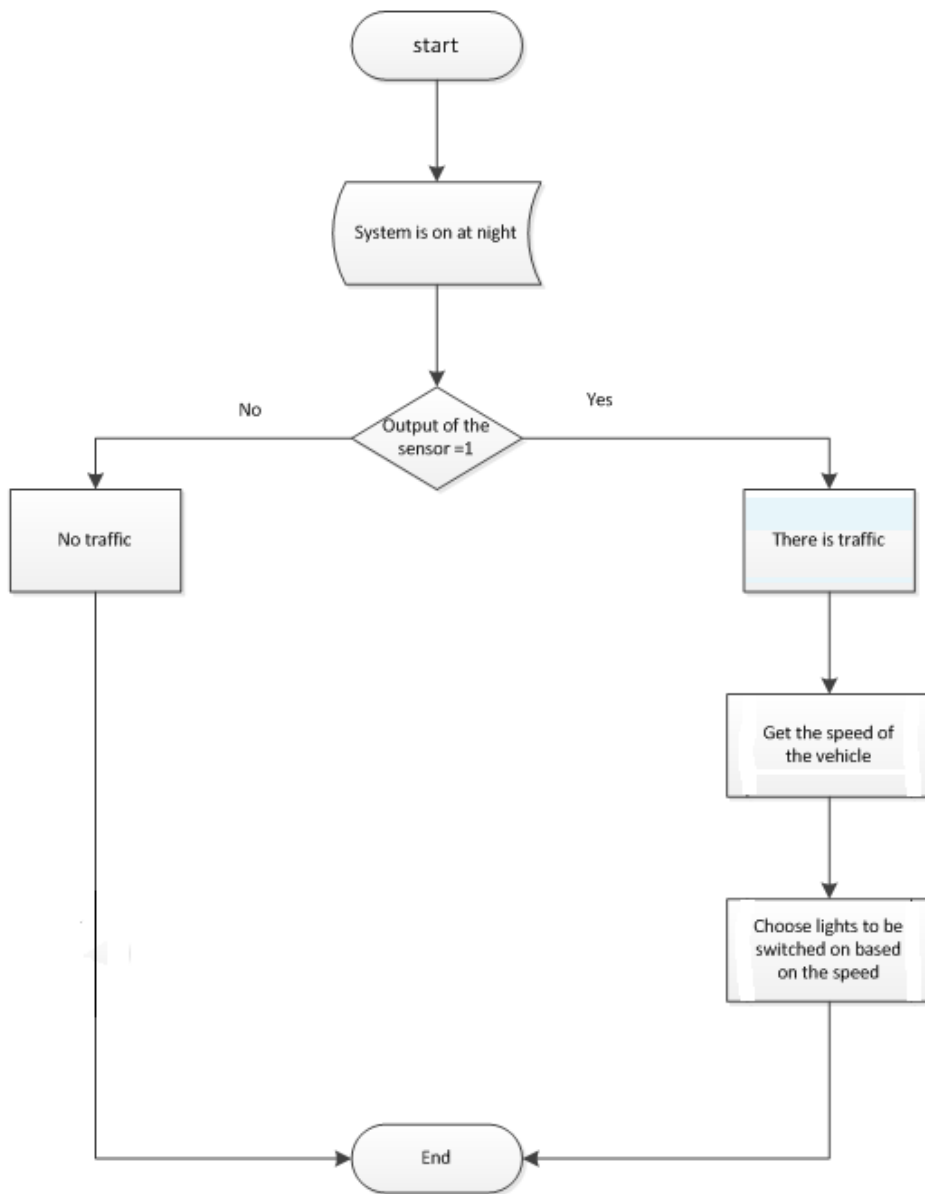 start
System is on at night
No
Yes
Output of the
sensor =1
No traffic
There is traffic
Get the speed of
the vehicle
Choose lights to be
switched on based
on the speed
End